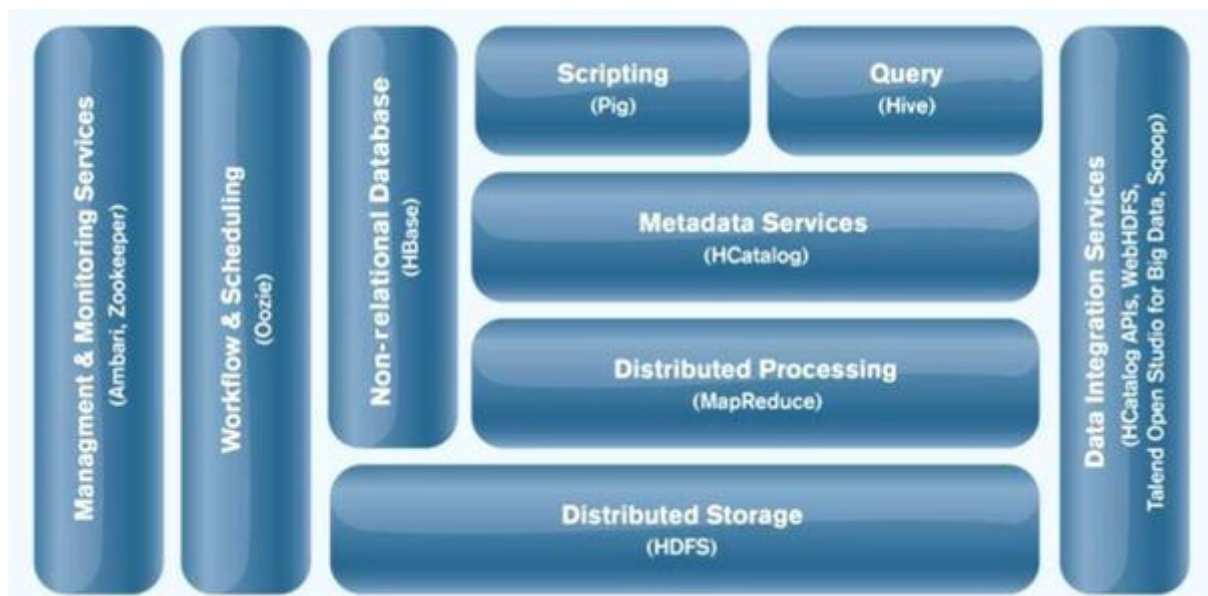 Managment & Monitoring Services
(Ambari, Zookeeper)
Workflow & Scheduling
(Oozie)
Non-relational Database
(HBase)
Scripting
(Pig)
Query
(Hive)
Metadata Services
(HCatalog)
Distributed Processing
(MapReduce)
Distributed Storage
(HDFS)
Data Integration Services
(HCatalog APIs, WebHDFS,
Talend Open Studio for Big Data, Sqoop)